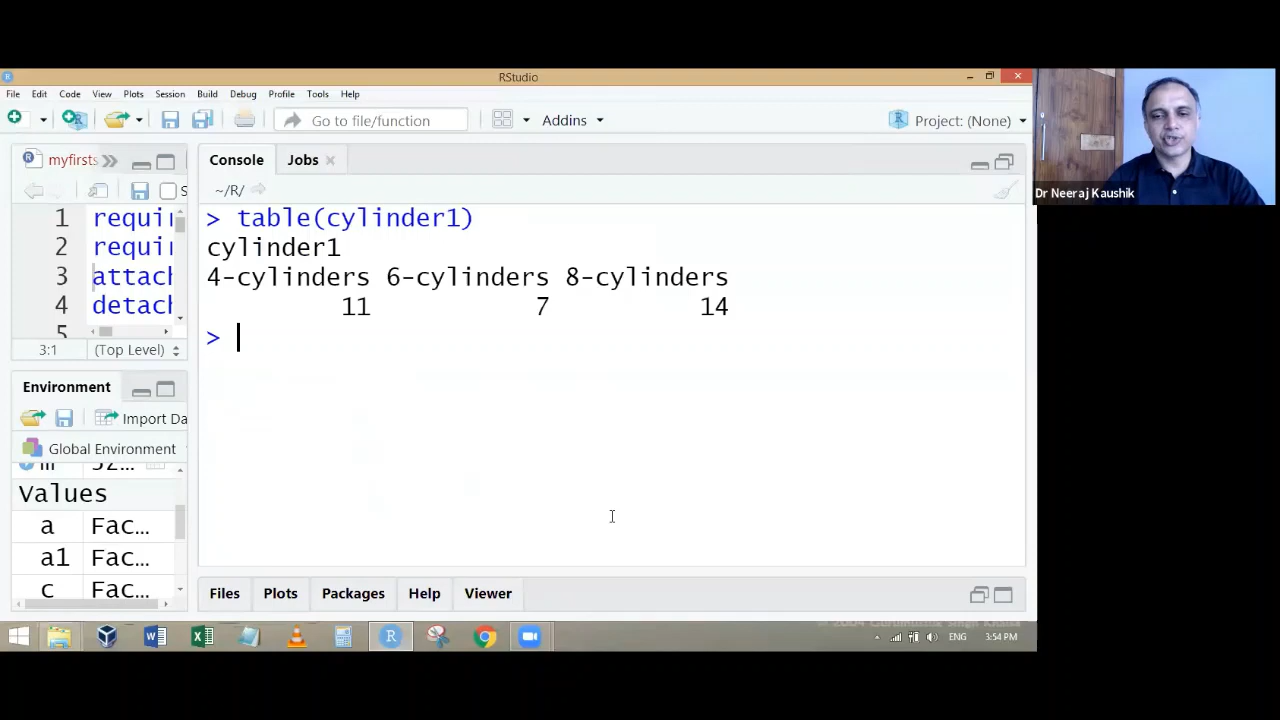 RStudio
File Edit Code View Plots Session Build Debug Profile Tools Help
Go to file/function Addins Project: (None)
myfirsts
Console Jobs
~/R/
1 requi
2 requi
3 attach
4 detach
5
3:1 (Top Level)
> table(cylinder1)
cylinder1
4-cylinders 6-cylinders 8-cylinders
11 7 14
>
Environment
Import Da
Global Environment
Values
a Fac...
a1 Fac...
c Fac...
Files Plots Packages Help Viewer
ENG 3:54 PM
Dr Neeraj Kaushik